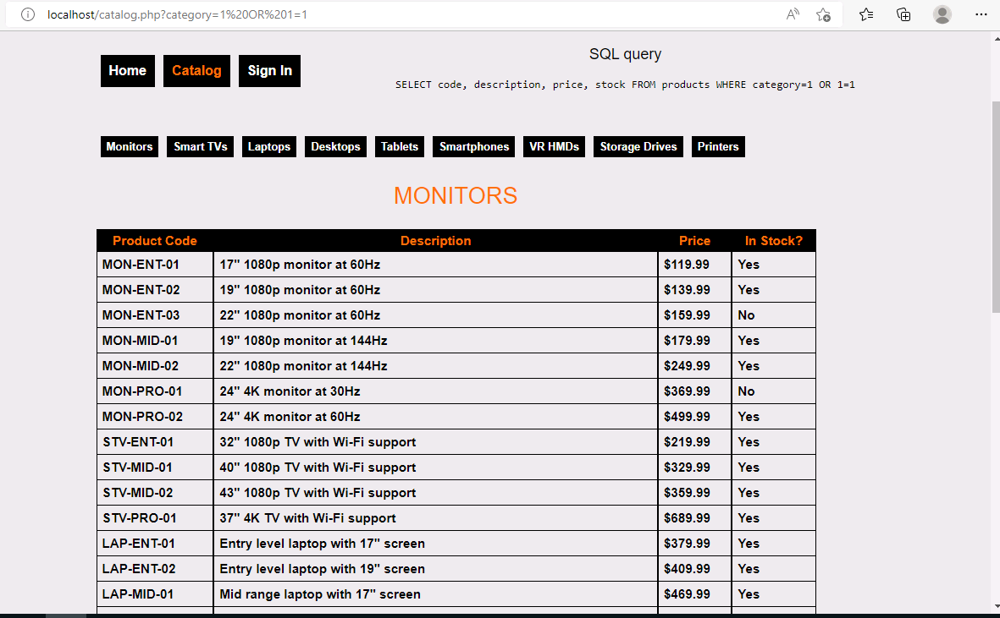 localhost/catalog.php?category=1%20OR%201=1
SQL query
Home Catalog Sign In
SELECT code, description, price, stock FROM products WHERE category=1 OR 1=1
Monitors Smart TVs Laptops Desktops Tablets Smartphones VR HMDs Storage Drives Printers
MONITORS
Product Code Description Price In Stock?
MON-ENT-01 17" 1080p monitor at 60Hz $119.99 Yes
MON-ENT-02 19" 1080p monitor at 60Hz $139.99 Yes
MON-ENT-03 22" 1080p monitor at 60Hz $159.99 No
MON-MID-01 19" 1080p monitor at 144Hz $179.99 Yes
MON-MID-02 22" 1080p monitor at 144Hz $249.99 Yes
MON-PRO-01 24" 4K monitor at 30Hz $369.99 No
MON-PRO-02 24" 4K monitor at 60Hz $499.99 Yes
STV-ENT-01 32" 1080p TV with Wi-Fi support $219.99 Yes
STV-MID-01 40" 1080p TV with Wi-Fi support $329.99 Yes
STV-MID-02 43" 1080p TV with Wi-Fi support $359.99 Yes
STV-PRO-01 37" 4K TV with Wi-Fi support $689.99 Yes
LAP-ENT-01 Entry level laptop with 17" screen $379.99 Yes
LAP-ENT-02 Entry level laptop with 19" screen $409.99 Yes
LAP-MID-01 Mid range laptop with 17" screen $469.99 Yes